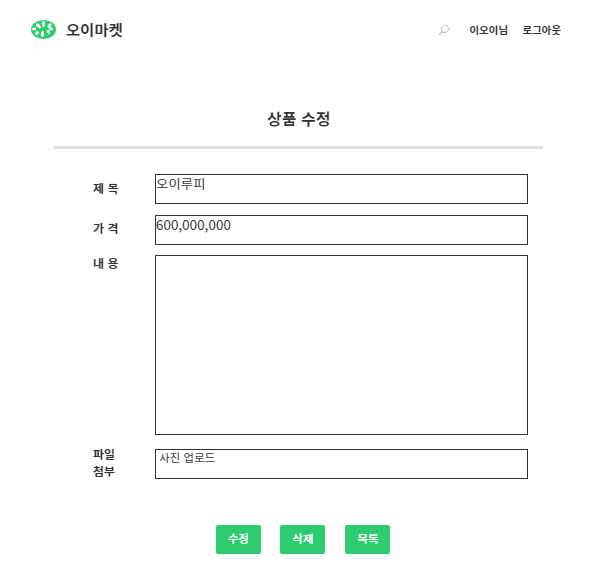 오이마켓 이오이님 로그아웃
상품 수정
제 목 오이루피
가 격 600,000,000
내 용
파일
첨부
사진 업로드
수정 삭제 목록